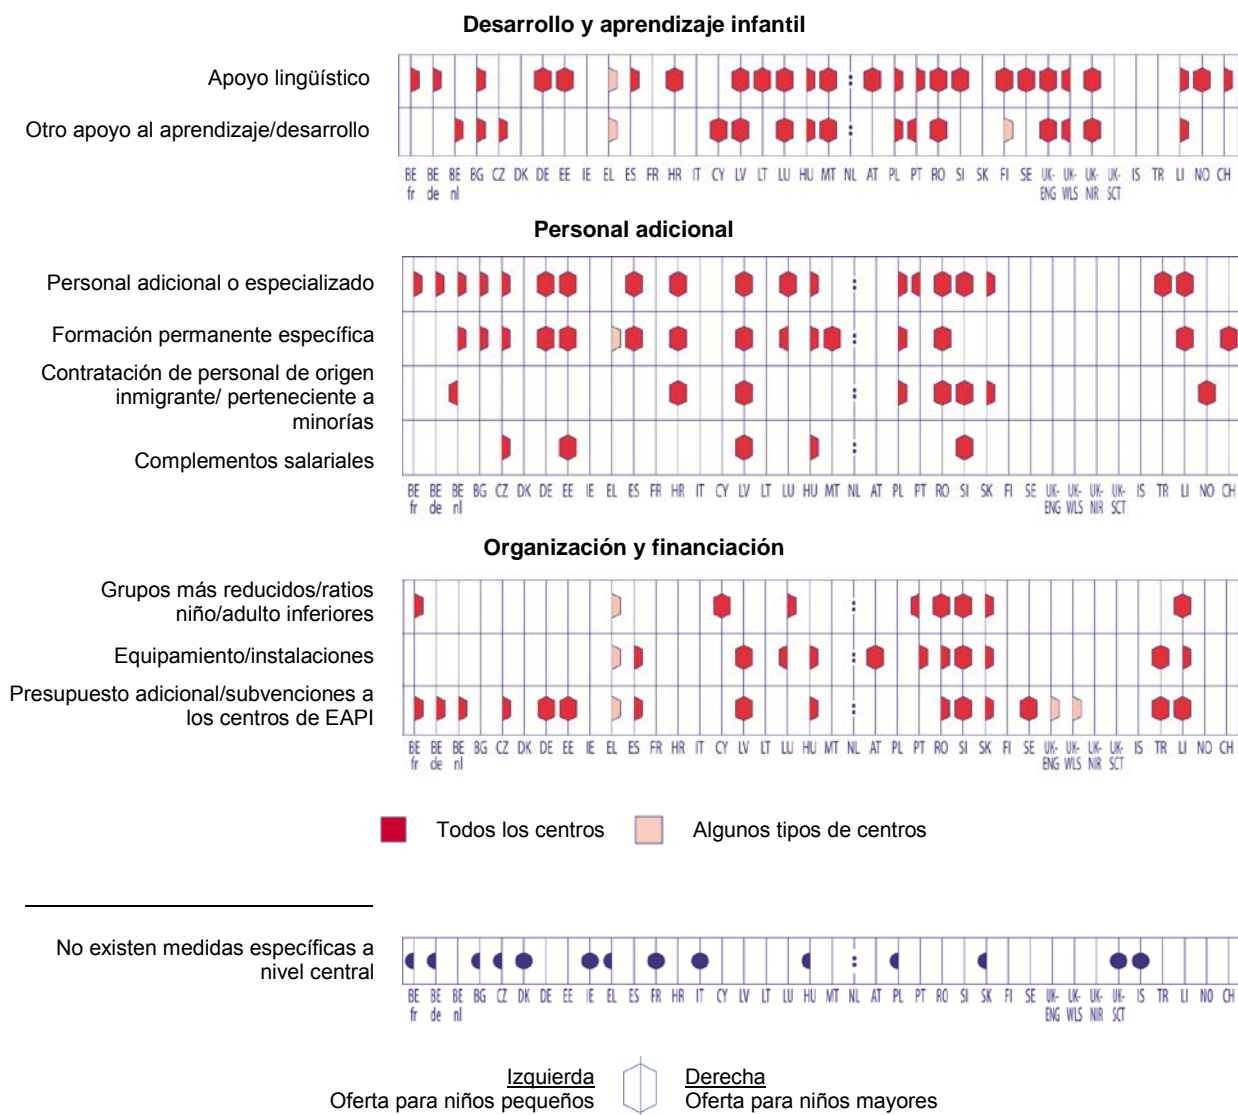 Desarrollo y aprendizaje infantil
Apoyo lingüístico
Otro apoyo al aprendizaje/desarrollo
BE fr BE de BE nl BG CZ DK DE EE IE EL ES FR HR IT CY LV LT LU HU MT NL AT PL PT RO SI SK FI SE UK-ENG UK-WLS UK-NIR UK-SCT IS TR LI NO CH
Personal adicional
Personal adicional o especializado
Formación permanente específica
Contratación de personal de origen
inmigrante/ perteneciente a
minorías
Complementos salariales
BE fr BE de BE nl BG CZ DK DE EE IE EL ES FR HR IT CY LV LT LU HU MT NL AT PL PT RO SI SK FI SE UK-ENG UK-WLS UK-NIR UK-SCT IS TR LI NO CH
Organización y financiación
Grupos más reducidos/ratios
niño/adulto inferiores
Equipamiento/instalaciones
Presupuesto adicional/subvenciones a
los centros de EAPI
BE fr BE de BE nl BG CZ DK DE EE IE EL ES FR HR IT CY LV LT LU HU MT NL AT PL PT RO SI SK FI SE UK-ENG UK-WLS UK-NIR UK-SCT IS TR LI NO CH
Todos los centros Algunos tipos de centros
No existen medidas específicas a
nivel central
BE fr BE de BE nl BG CZ DK DE EE IE EL ES FR HR IT CY LV LT LU HU MT NL AT PL PT RO SI SK FI SE UK-ENG UK-WLS UK-NIR UK-SCT IS TR LI NO CH
Izquierda Derecha
Oferta para niños pequeños Oferta para niños mayores